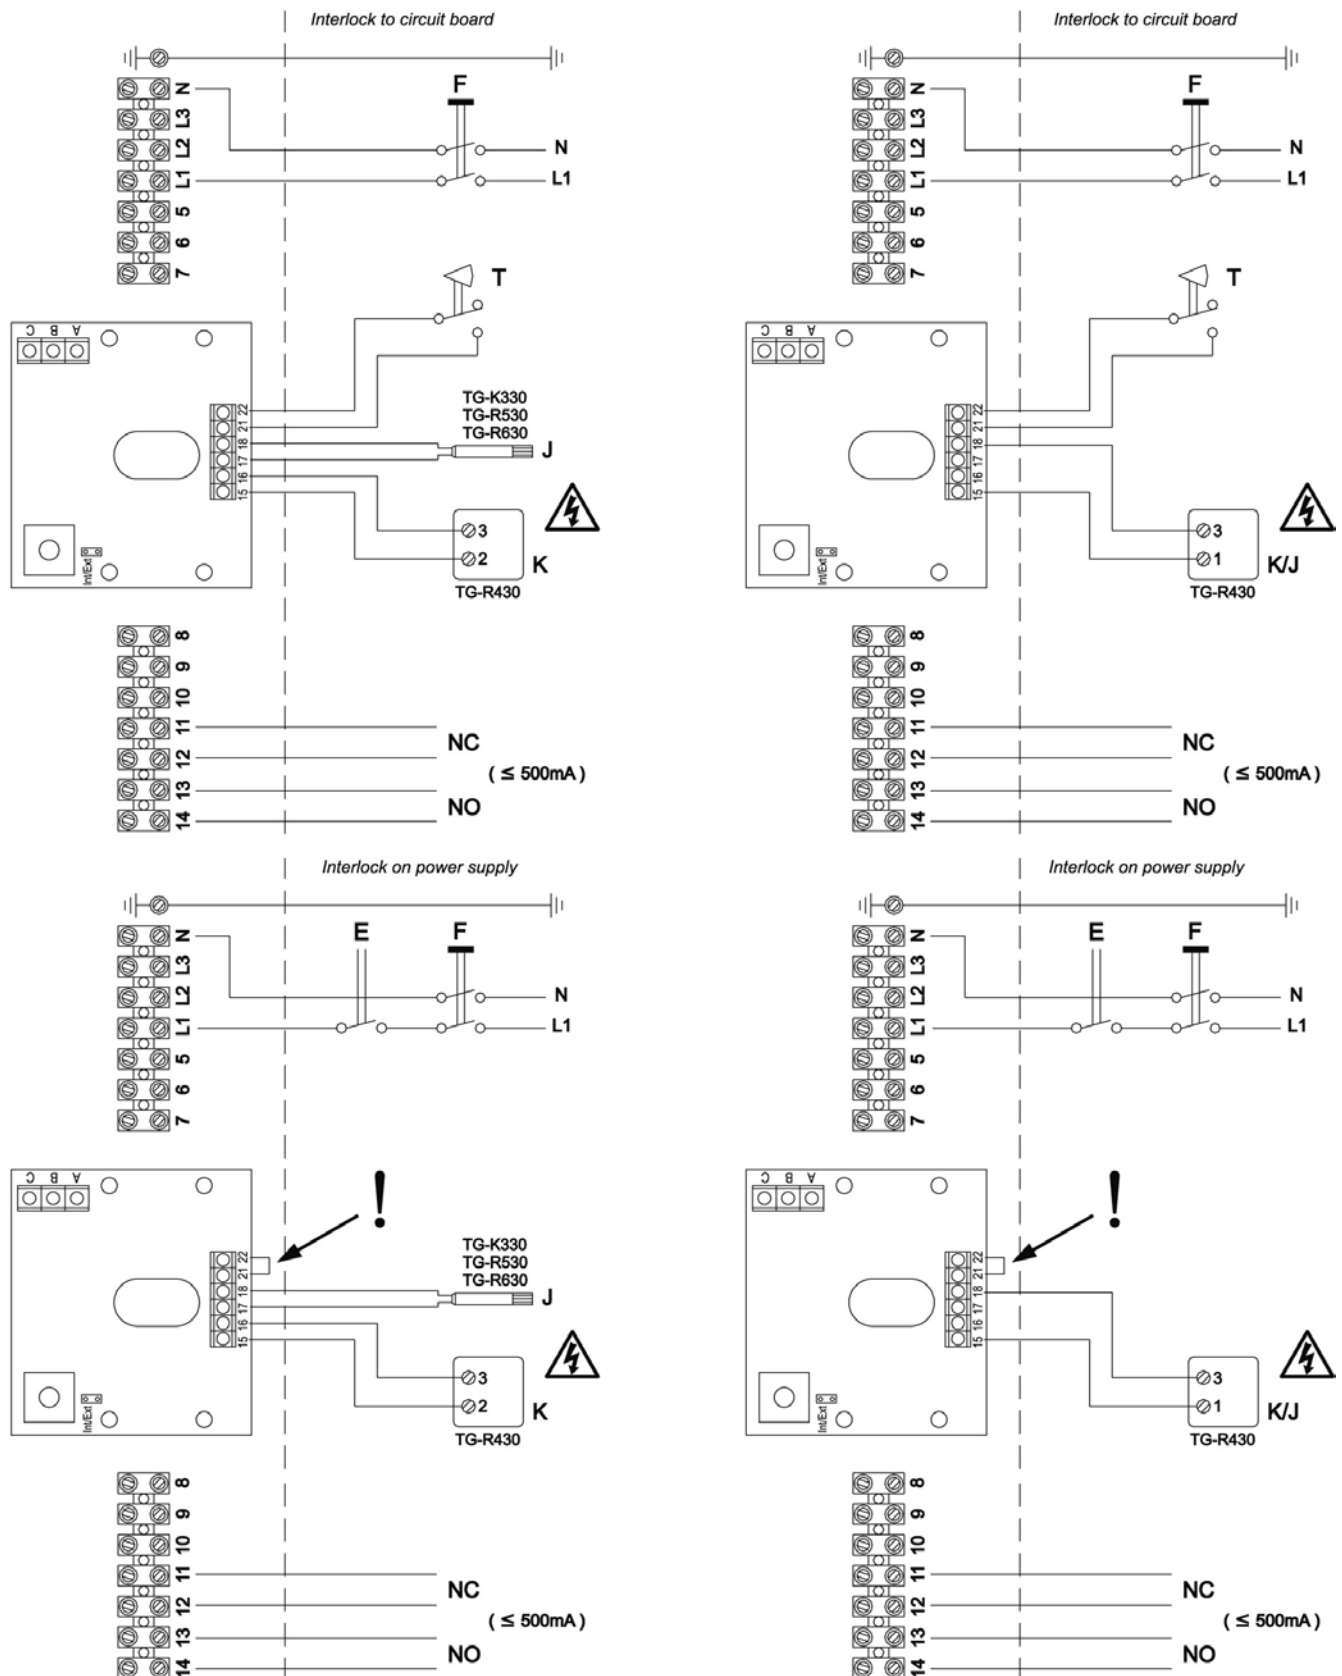 Interlock to circuit board
F
N
L3
L2
L1
5
6
7
N
L1
T
C B A
22
21
18
17
16
15
TG-K330
TG-R530
TG-R630
J
3
2
K
TG-R430
Int/Ext
8
9
10
11
12
13
14
NC
( ≤ 500mA )
NO
Interlock to circuit board
F
N
L3
L2
L1
5
6
7
N
L1
T
C B A
22
21
18
17
16
15
3
1
K/J
TG-R430
Int/Ext
8
9
10
11
12
13
14
NC
( ≤ 500mA )
NO
Interlock on power supply
E F
N
L3
L2
L1
5
6
7
N
L1
!
C B A
22
21
18
17
16
15
TG-K330
TG-R530
TG-R630
J
3
2
K
TG-R430
Int/Ext
8
9
10
11
12
13
14
NC
( ≤ 500mA )
NO
Interlock on power supply
E F
N
L3
L2
L1
5
6
7
N
L1
!
C B A
22
21
18
17
16
15
3
1
K/J
TG-R430
Int/Ext
8
9
10
11
12
13
14
NC
( ≤ 500mA )
NO